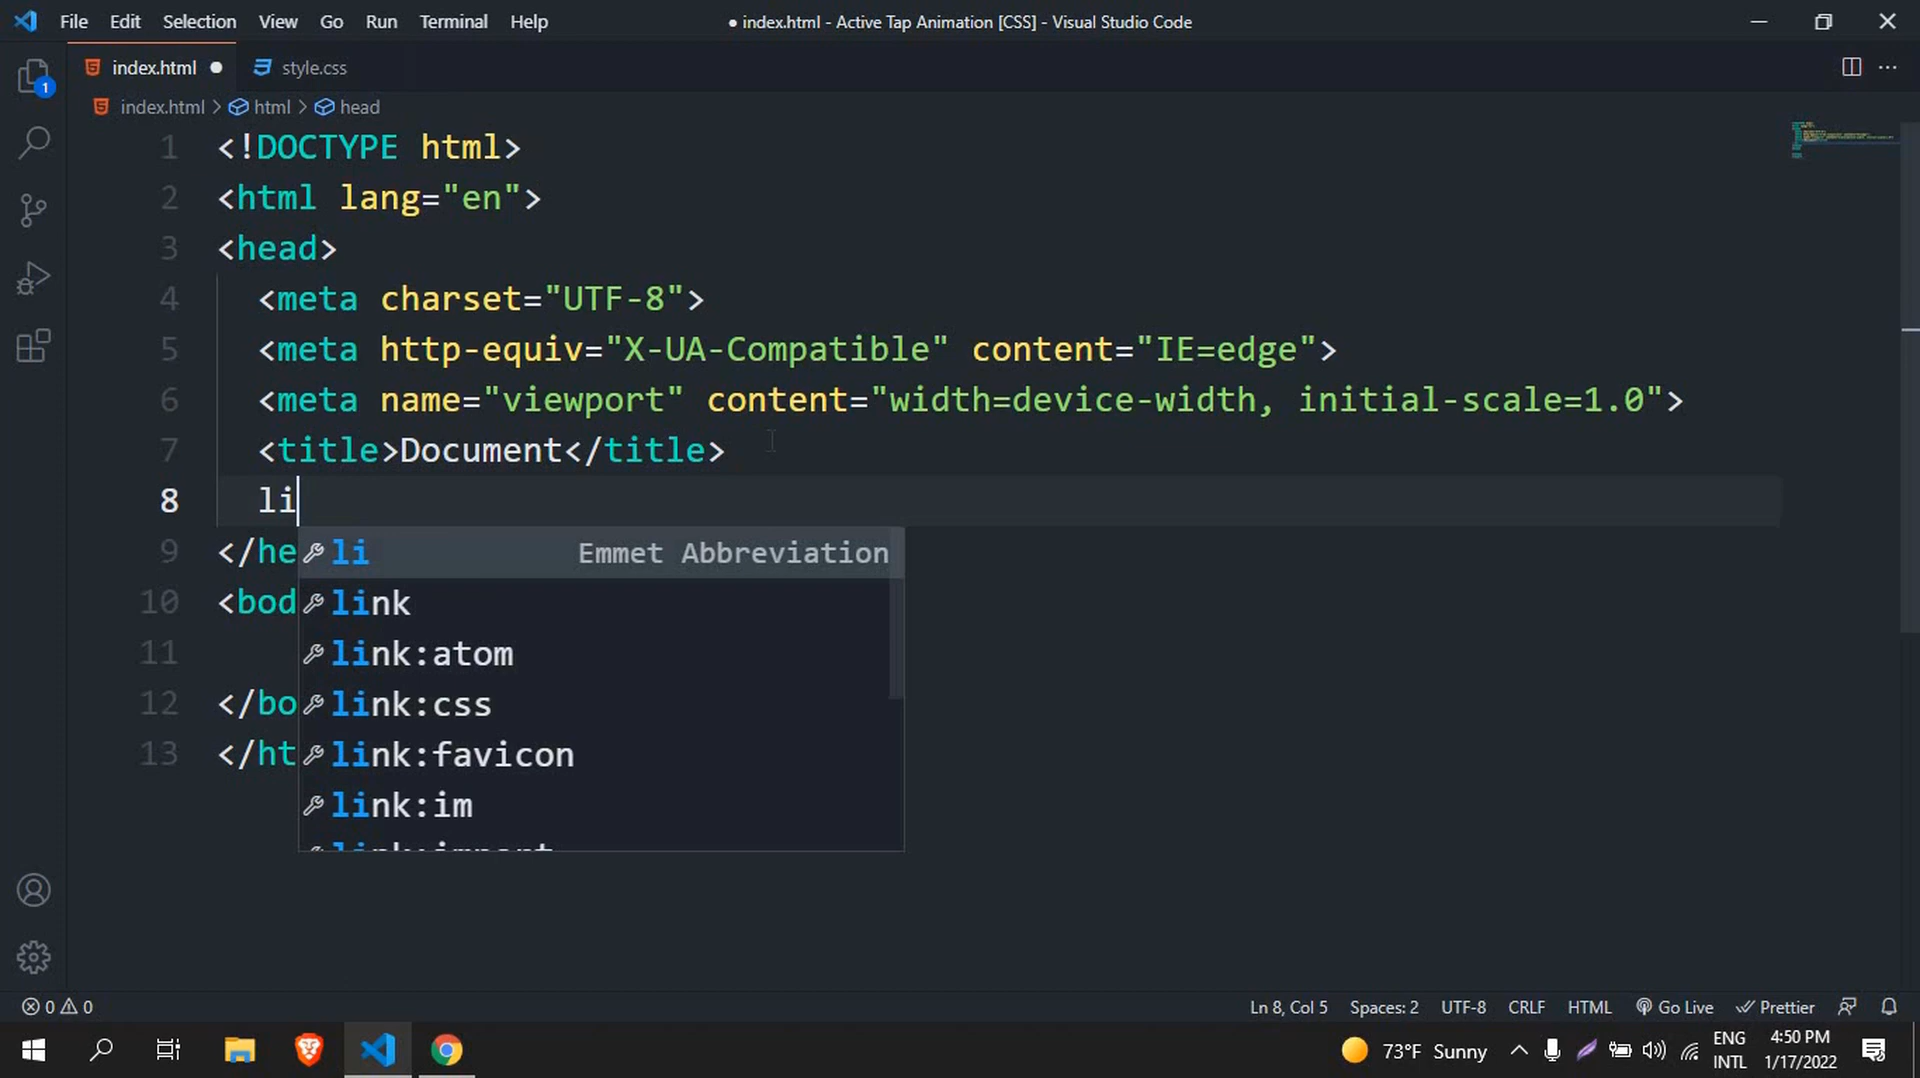 File Edit Selection View Go Run Terminal Help
● index.html - Active Tap Animation [CSS] - Visual Studio Code
index.html ●
style.css
index.html > html > head
1
1 <!DOCTYPE html>
2 <html lang="en">
3 <head>
4 <meta charset="UTF-8">
5 <meta http-equiv="X-UA-Compatible" content="IE=edge">
6 <meta name="viewport" content="width=device-width, initial-scale=1.0">
7 <title>Document</title>
8 li
9 </he
li Emmet Abbreviation
10 <bod
link
11
link:atom
12 </bo
link:css
13 </ht
link:favicon
link:im
0 0
Ln 8, Col 5 Spaces: 2 UTF-8 CRLF HTML Go Live Prettier
73°F Sunny
ENG
INTL
4:50 PM
1/17/2022